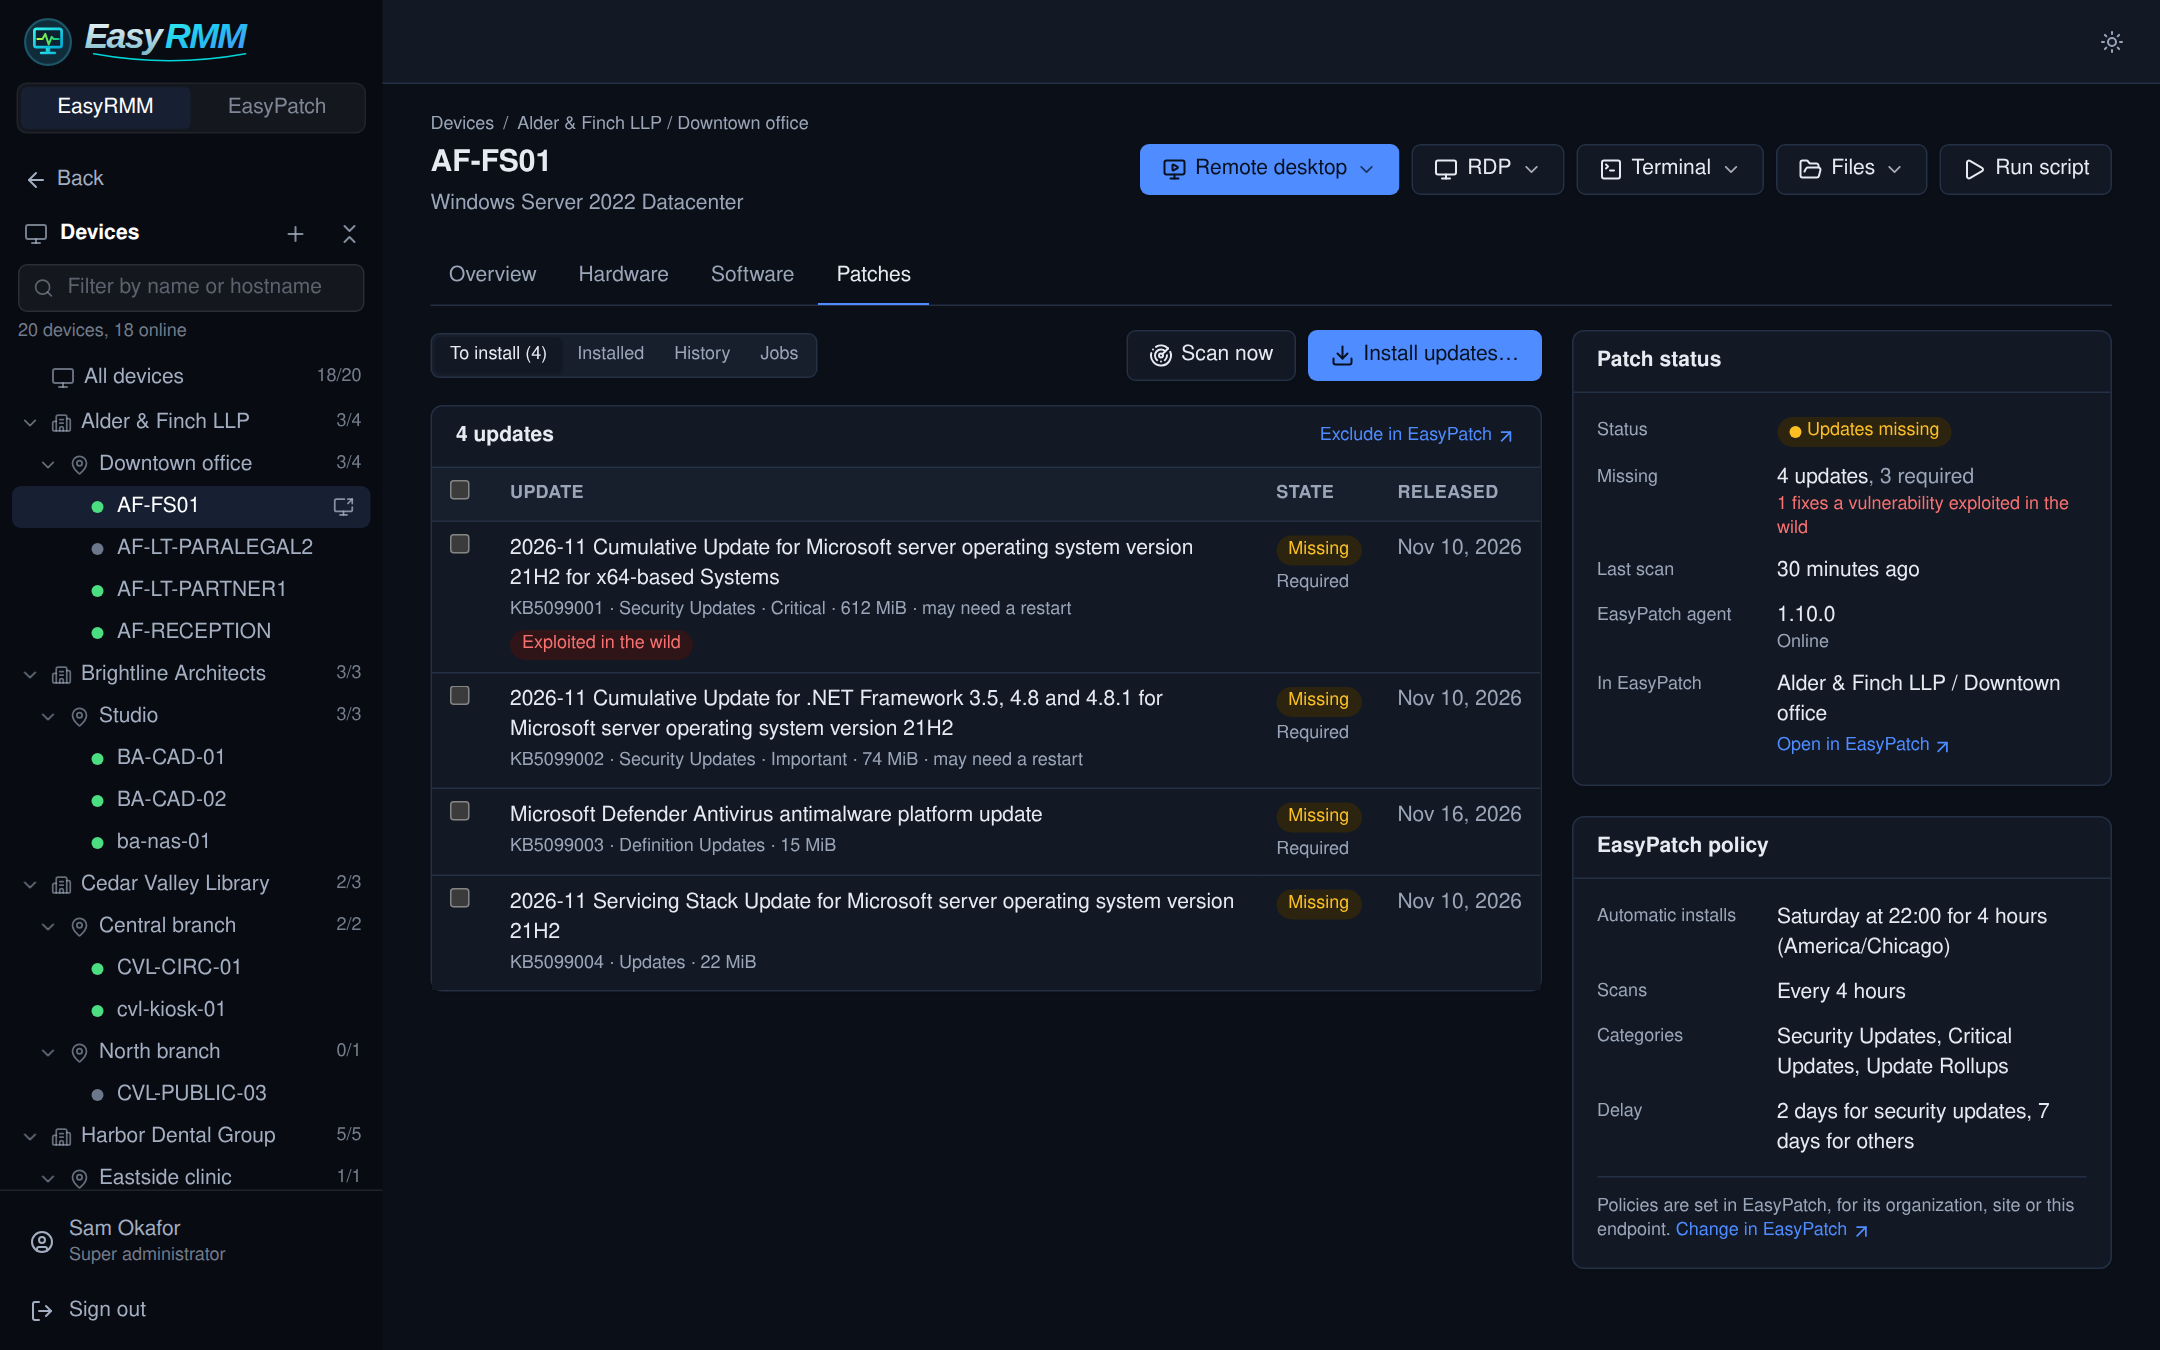 EasyRMM
EasyRMM
EasyPatch
Back
Devices
Filter by name or hostname
20 devices, 18 online
All devices 18/20
Alder & Finch LLP 3/4
Downtown office 3/4
AF-FS01
AF-LT-PARALEGAL2
AF-LT-PARTNER1
AF-RECEPTION
Brightline Architects 3/3
Studio 3/3
BA-CAD-01
BA-CAD-02
ba-nas-01
Cedar Valley Library 2/3
Central branch 2/2
CVL-CIRC-01
cvl-kiosk-01
North branch 0/1
CVL-PUBLIC-03
Harbor Dental Group 5/5
Eastside clinic 1/1
Sam Okafor
Super administrator
Sign out
Devices / Alder & Finch LLP / Downtown office
AF-FS01
Windows Server 2022 Datacenter
Remote desktop
RDP
Terminal
Files
Run script
Overview
Hardware
Software
Patches
To install (4)
Installed
History
Jobs
Scan now
Install updates…
4 updates
Exclude in EasyPatch
UPDATE STATE RELEASED
2026-11 Cumulative Update for Microsoft server operating system version Missing Nov 10, 2026
21H2 for x64-based Systems Required
KB5099001 · Security Updates · Critical · 612 MiB · may need a restart
Exploited in the wild
2026-11 Cumulative Update for .NET Framework 3.5, 4.8 and 4.8.1 for Missing Nov 10, 2026
Microsoft server operating system version 21H2 Required
KB5099002 · Security Updates · Important · 74 MiB · may need a restart
Microsoft Defender Antivirus antimalware platform update Missing Nov 16, 2026
KB5099003 · Definition Updates · 15 MiB Required
2026-11 Servicing Stack Update for Microsoft server operating system version Missing Nov 10, 2026
21H2
KB5099004 · Updates · 22 MiB
Patch status
Status Updates missing
Missing 4 updates, 3 required
1 fixes a vulnerability exploited in the
wild
Last scan 30 minutes ago
EasyPatch agent 1.10.0
Online
In EasyPatch Alder & Finch LLP / Downtown
office
Open in EasyPatch
EasyPatch policy
Automatic installs Saturday at 22:00 for 4 hours
(America/Chicago)
Scans Every 4 hours
Categories Security Updates, Critical
Updates, Update Rollups
Delay 2 days for security updates, 7
days for others
Policies are set in EasyPatch, for its organization, site or this
endpoint. Change in EasyPatch